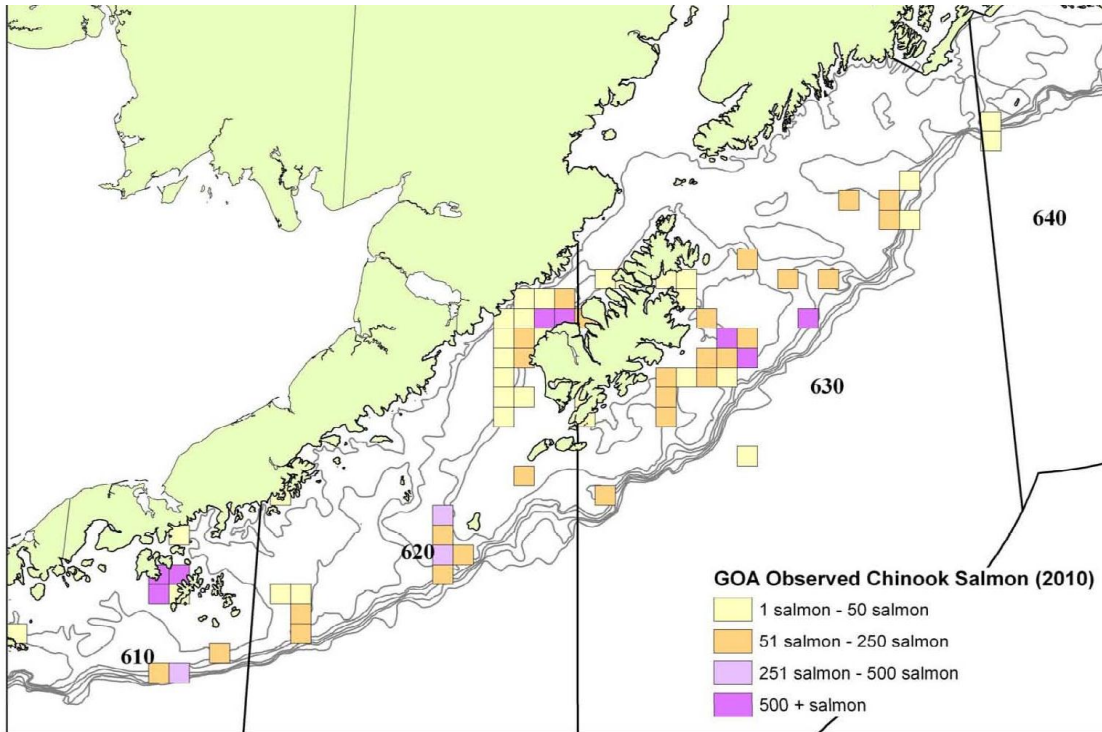 640
630
620
610
GOA Observed Chinook Salmon (2010)
1 salmon - 50 salmon
51 salmon - 250 salmon
251 salmon - 500 salmon
500 + salmon